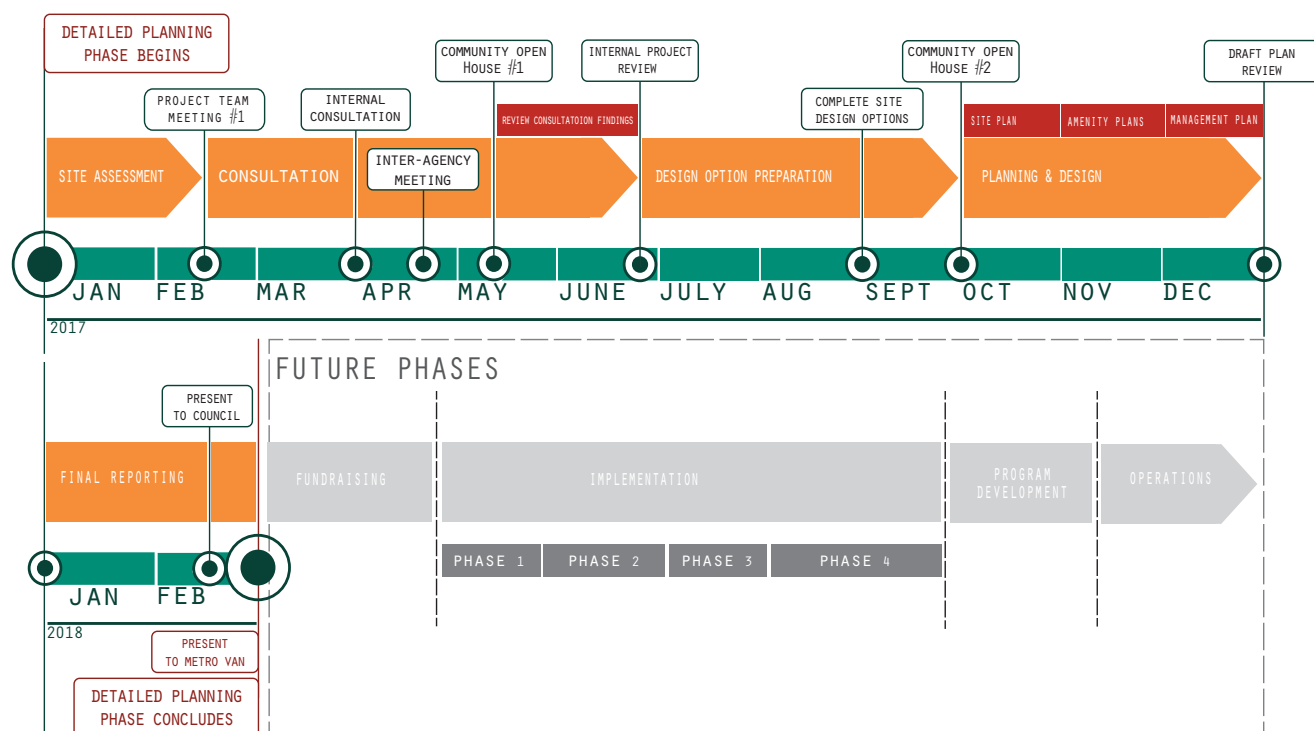 DETAILED PLANNING
PHASE BEGINS
PROJECT TEAM
MEETING #1
INTERNAL
CONSULTATION
INTER-AGENCY
MEETING
COMMUNITY OPEN
HOUSE #1
INTERNAL PROJECT
REVIEW
COMPLETE SITE
DESIGN OPTIONS
COMMUNITY OPEN
HOUSE #2
DRAFT PLAN
REVIEW
REVIEW CONSULTATOION FINDINGS
SITE PLAN
AMENITY PLANS
MANAGEMENT PLAN
SITE ASSESSMENT
CONSULTATION
DESIGN OPTION PREPARATION
PLANNING & DESIGN
JAN
FEB
MAR
APR
MAY
JUNE
JULY
AUG
SEPT
OCT
NOV
DEC
2017
FUTURE PHASES
PRESENT
TO COUNCIL
FINAL REPORTING
FUNDRAISING
IMPLEMENTATION
PROGRAM
DEVELOPMENT
OPERATIONS
PHASE 1
PHASE 2
PHASE 3
PHASE 4
JAN
FEB
2018
PRESENT
TO METRO VAN
DETAILED PLANNING
PHASE CONCLUDES